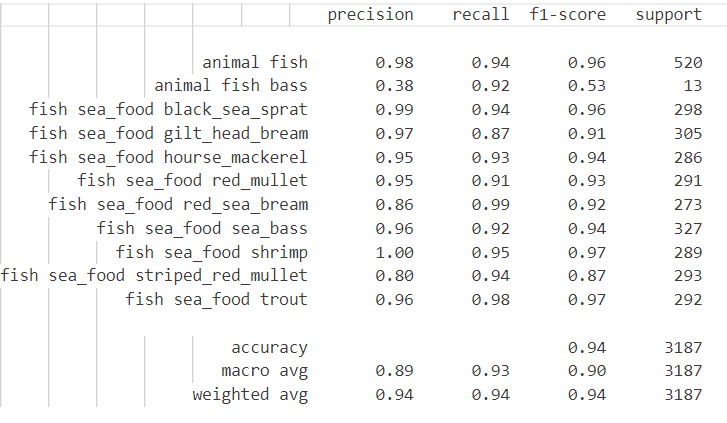 precision recall f1-score support
animal fish 0.98 0.94 0.96 520
animal fish bass 0.38 0.92 0.53 13
fish sea_food black_sea_sprat 0.99 0.94 0.96 298
fish sea_food gilt_head_bream 0.97 0.87 0.91 305
fish sea_food hourse_mackerel 0.95 0.93 0.94 286
fish sea_food red_mullet 0.95 0.91 0.93 291
fish sea_food red_sea_bream 0.86 0.99 0.92 273
fish sea_food sea_bass 0.96 0.92 0.94 327
fish sea_food shrimp 1.00 0.95 0.97 289
fish sea_food striped_red_mullet 0.80 0.94 0.87 293
fish sea_food trout 0.96 0.98 0.97 292
accuracy 0.94 3187
macro avg 0.89 0.93 0.90 3187
weighted avg 0.94 0.94 0.94 3187